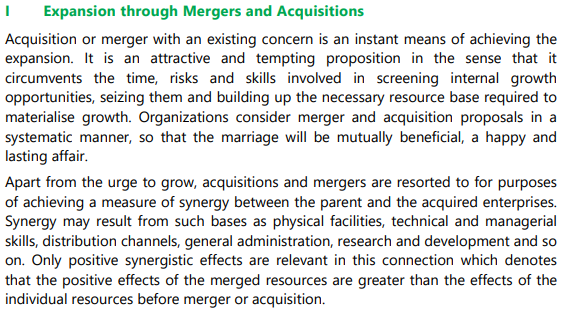 I Expansion through Mergers and Acquisitions
Acquisition or merger with an existing concern is an instant means of achieving the
expansion. It is an attractive and tempting proposition in the sense that it
circumvents the time, risks and skills involved in screening internal growth
opportunities, seizing them and building up the necessary resource base required to
materialise growth. Organizations consider merger and acquisition proposals in a
systematic manner, so that the marriage will be mutually beneficial, a happy and
lasting affair.
Apart from the urge to grow, acquisitions and mergers are resorted to for purposes
of achieving a measure of synergy between the parent and the acquired enterprises.
Synergy may result from such bases as physical facilities, technical and managerial
skills, distribution channels, general administration, research and development and so
on. Only positive synergistic effects are relevant in this connection which denotes
that the positive effects of the merged resources are greater than the effects of the
individual resources before merger or acquisition.